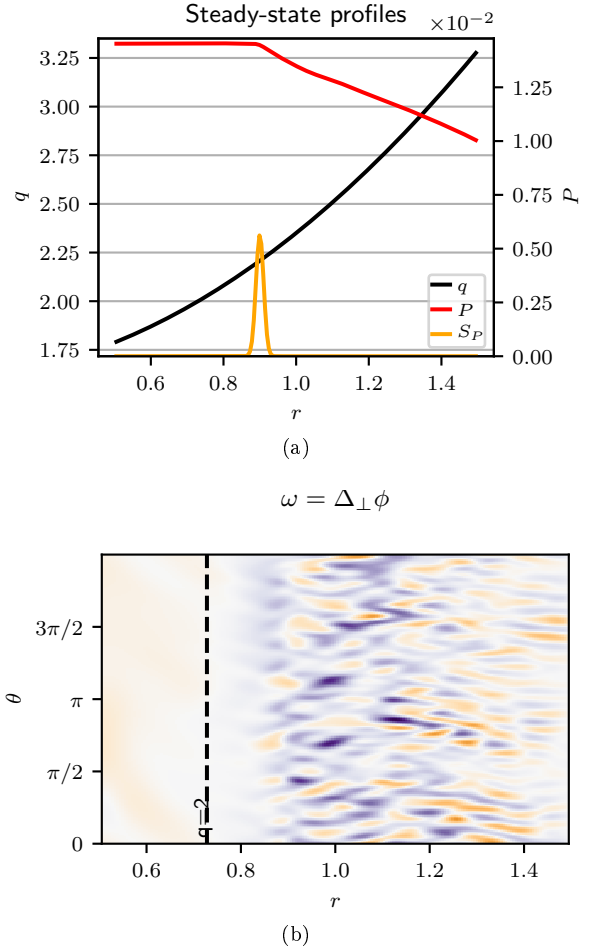 Steady-state profiles
×10⁻²
3.25
3.00
2.75
2.50
2.25
2.00
1.75
q
1.25
1.00
0.75
0.50
0.25
0.00
P
q
P
S_P
0.6 0.8 1.0 1.2 1.4
r
(a)
ω = Δ⊥ϕ
3π/2
π
π/2
0
θ
q=2
0.6 0.8 1.0 1.2 1.4
r
(b)